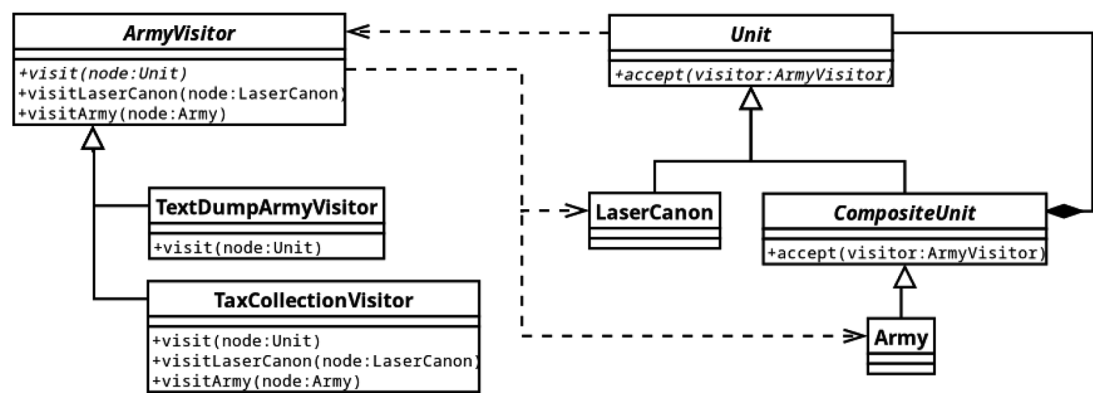 ArmyVisitor
+visit(node:Unit)
+visitLaserCanon(node:LaserCanon)
+visitArmy(node:Army)
Unit
+accept(visitor:ArmyVisitor)
TextDumpArmyVisitor
+visit(node:Unit)
LaserCanon
CompositeUnit
+accept(visitor:ArmyVisitor)
TaxCollectionVisitor
+visit(node:Unit)
+visitLaserCanon(node:LaserCanon)
+visitArmy(node:Army)
Army